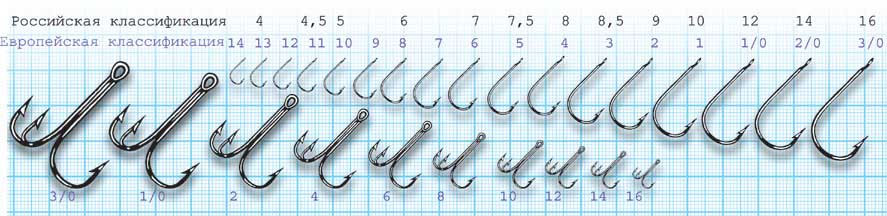 Российская классификация 4 4,5 5 6 7 7,5 8 8,5 9 10 12 14 16
Европейская классификация 14 13 12 11 10 9 8 7 6 5 4 3 2 1 1/0 2/0 3/0
3/0 1/0 2 4 6 8 10 12 14 16